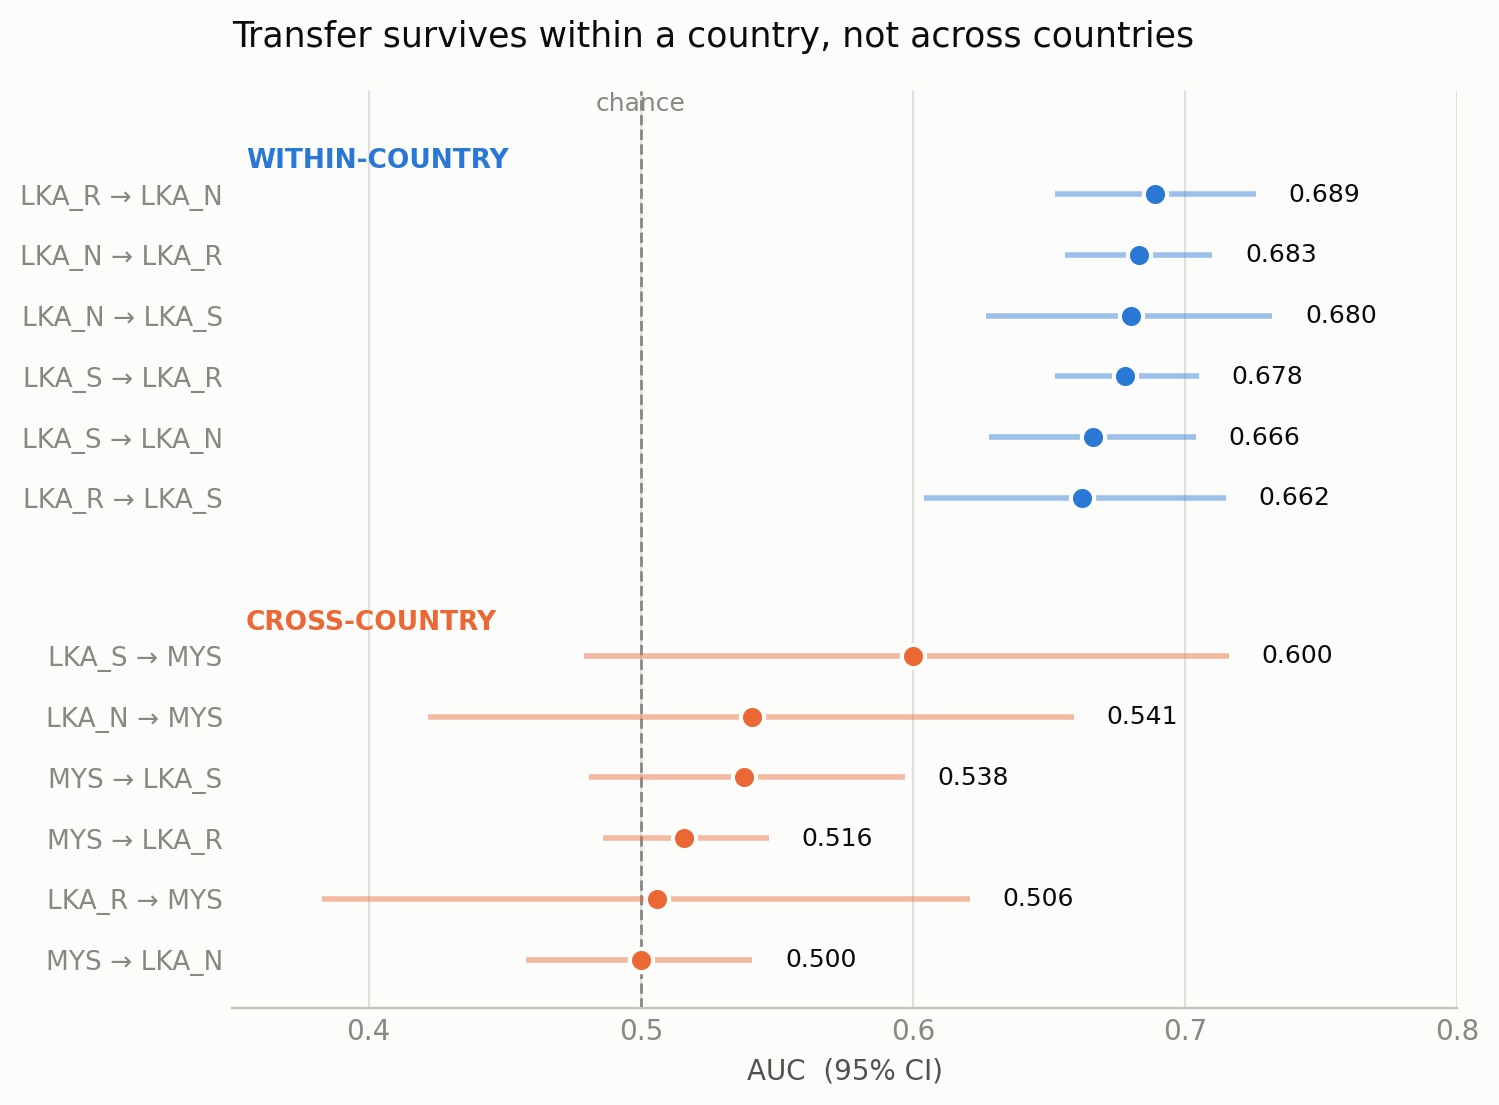 Transfer survives within a country, not across countries
chance
WITHIN-COUNTRY
LKA_R → LKA_N 0.689
LKA_N → LKA_R 0.683
LKA_N → LKA_S 0.680
LKA_S → LKA_R 0.678
LKA_S → LKA_N 0.666
LKA_R → LKA_S 0.662
CROSS-COUNTRY
LKA_S → MYS 0.600
LKA_N → MYS 0.541
MYS → LKA_S 0.538
MYS → LKA_R 0.516
LKA_R → MYS 0.506
MYS → LKA_N 0.500
0.4 0.5 0.6 0.7 0.8
AUC (95% CI)